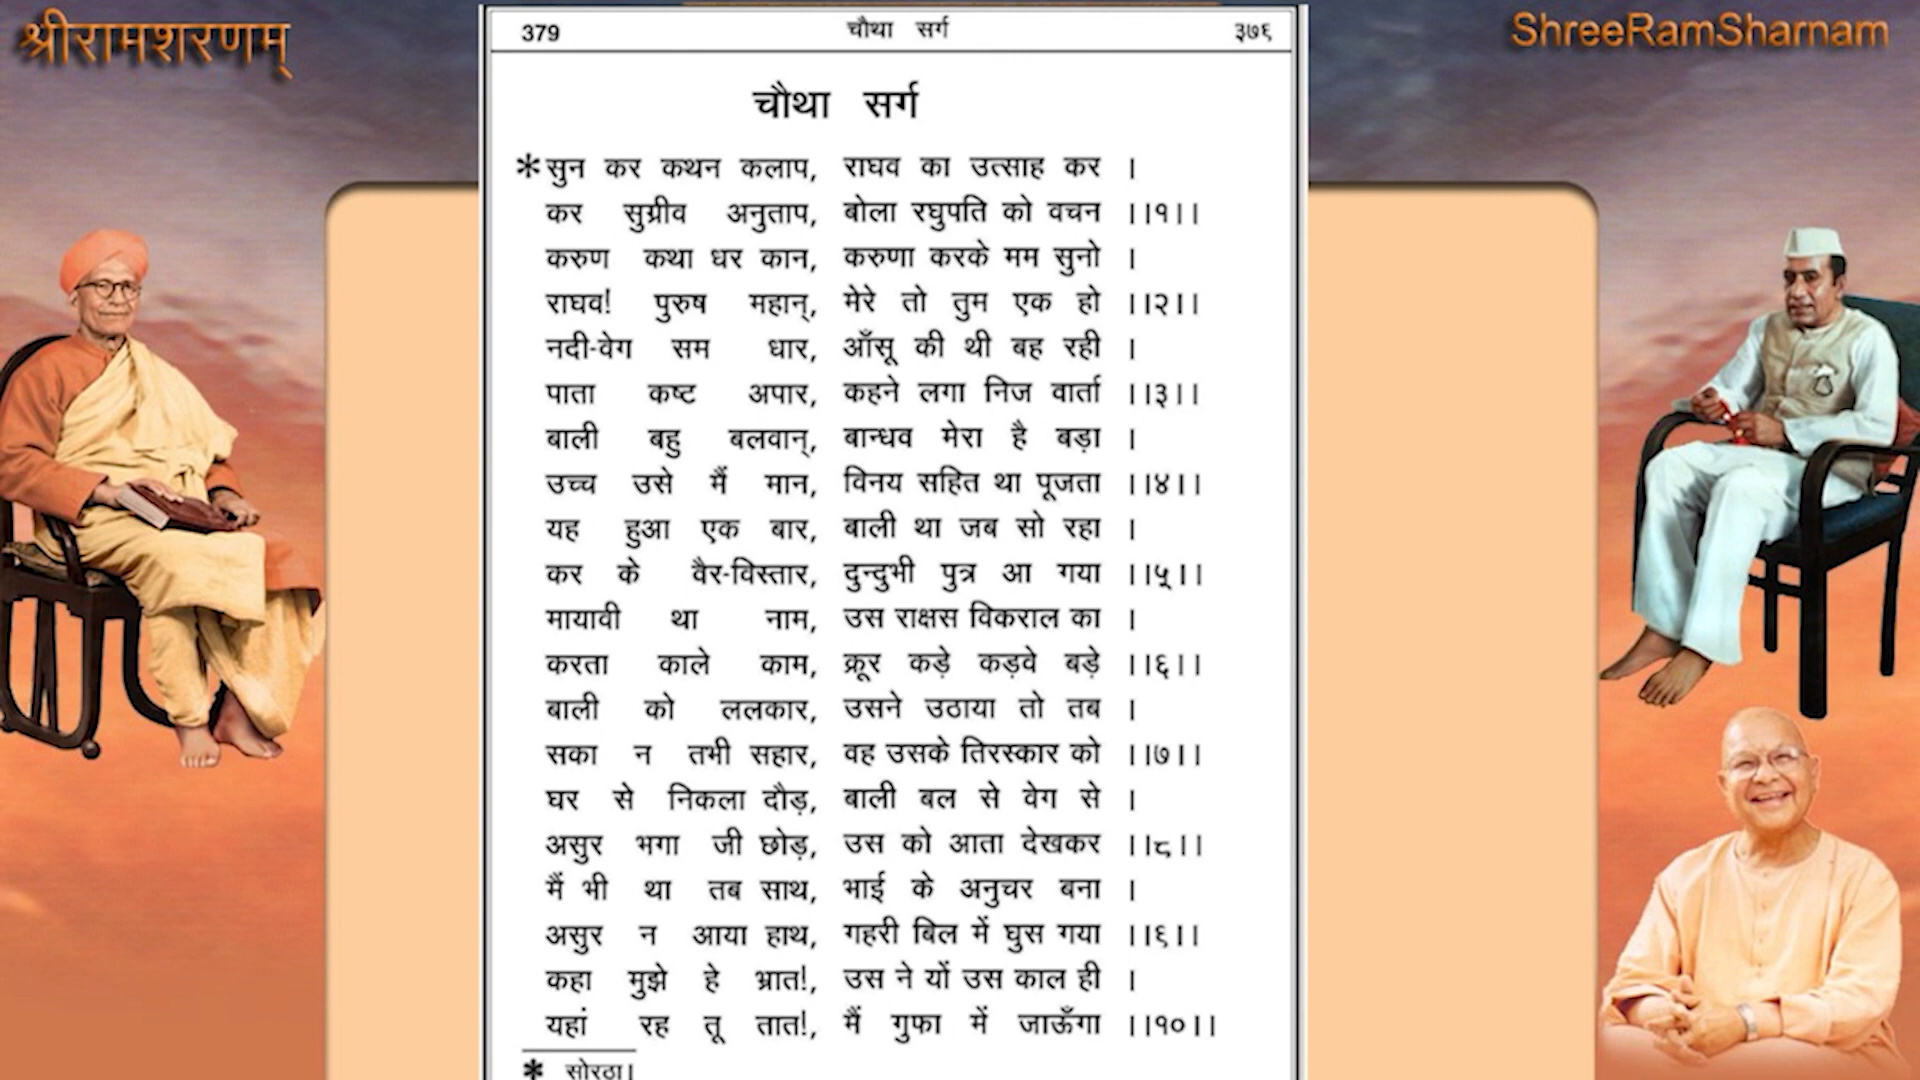 श्रीरामशरणम्
ShreeRamSharnam
379 चौथा सर्ग ३७९
चौथा सर्ग
*सुन कर कथन कलाप, राघव का उत्साह कर ।
कर सुग्रीव अनुताप, बोला रघुपति को वचन ।।१।।
करुण कथा धर कान, करुणा करके मम सुनो ।
राघव! पुरुष महान्, मेरे तो तुम एक हो ।।२।।
नदी-वेग सम धार, आँसू की थी बह रही ।
पाता कष्ट अपार, कहने लगा निज वार्ता ।।३।।
बाली बहु बलवान्, बान्धव मेरा है बड़ा ।
उच्च उसे मैं मान, विनय सहित था पूजता ।।४।।
यह हुआ एक बार, बाली था जब सो रहा ।
कर के वैर-विस्तार, दुन्दुभी पुत्र आ गया ।।५।।
मायावी था नाम, उस राक्षस विकराल का ।
करता काले काम, क्रूर कड़े कड़वे बड़े ।।६।।
बाली को ललकार, उसने उठाया तो तब ।
सका न तभी सहार, वह उसके तिरस्कार को ।।७।।
घर से निकला दौड़, बाली बल से वेग से ।
असुर भगा जी छोड़, उस को आता देखकर ।।८।।
मैं भी था तब साथ, भाई के अनुचर बना ।
असुर न आया हाथ, गहरी बिल में घुस गया ।।९।।
कहा मुझे हे भ्रात!, उस ने यों उस काल ही ।
यहां रह तू तात!, मैं गुफा में जाऊँगा ।।१०।।
* सोरठा।